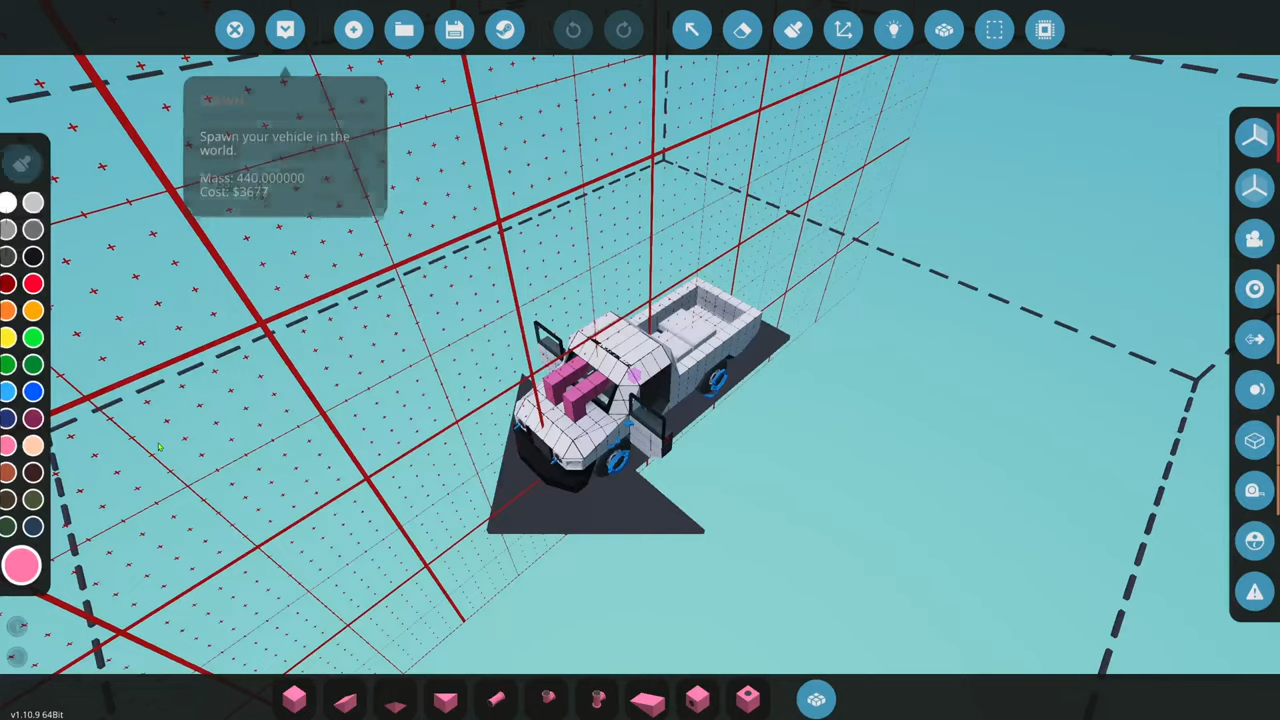 Spawn your vehicle in the
world.
Mass: 440.000000
Cost: $3677
v1.10.9 64Bit